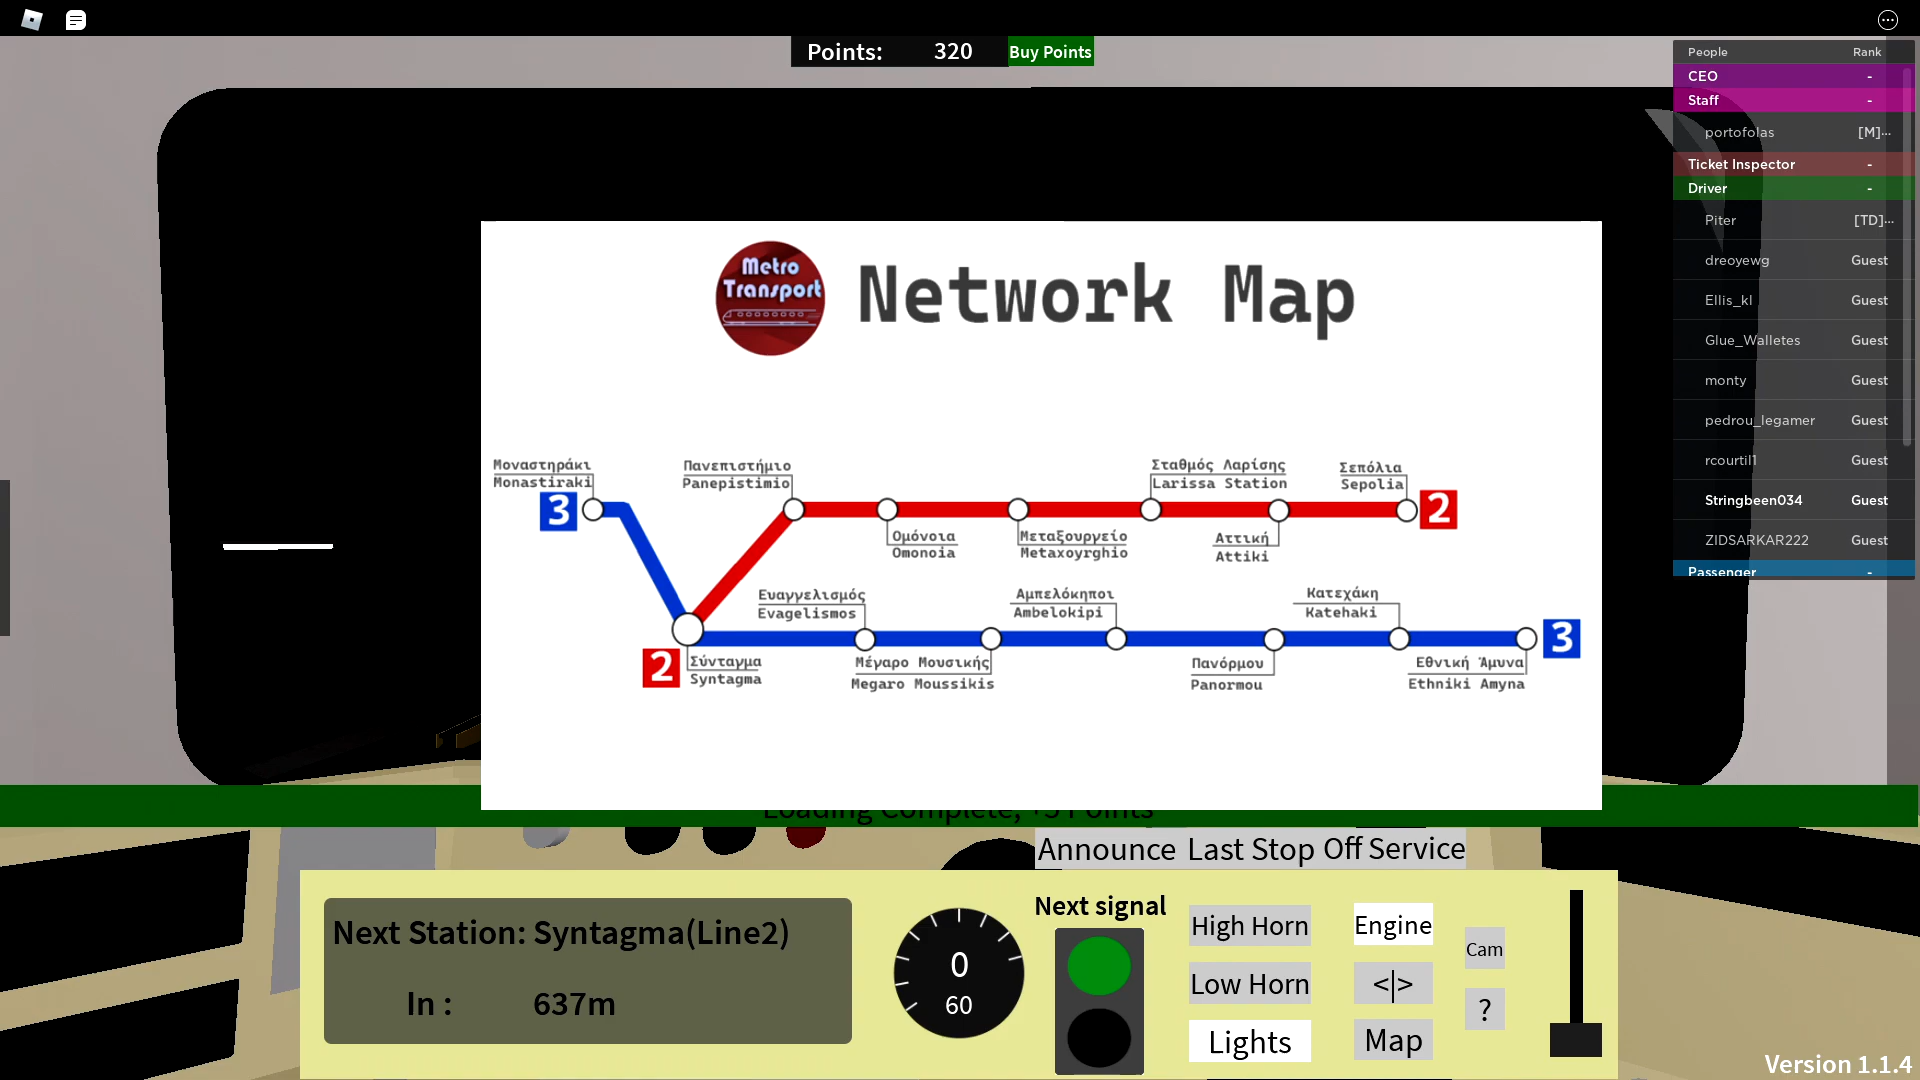 Points: 320 Buy Points
People Rank
CEO -
Staff -
portofolas [M]...
Ticket Inspector -
Driver -
Piter [TD]...
dreoyewg Guest
Ellis_kl Guest
Glue_Walletes Guest
monty Guest
pedrou_legamer Guest
rcourtil1 Guest
Stringbeen034 Guest
ZIDSARKAR222 Guest
Passenger -
Metro
Transport
Network Map
Μοναστηράκι
Monastiraki
3
Πανεπιστήμιο
Panepistimio
Ομόνοια
Omonoia
Μεταξουργείο
Metaxoyrghio
Σταθμός Λαρίσης
Larissa Station
Αττική
Attiki
Σεπόλια
Sepolia
2
2
Σύνταγμα
Syntagma
Ευαγγελισμός
Evagelismos
Μέγαρο Μουσικής
Megaro Moussikis
Αμπελόκηποι
Ambelokipi
Πανόρμου
Panormou
Κατεχάκη
Katehaki
Εθνική Άμυνα
Ethniki Amyna
3
Loading Complete, +5 Points
Announce Last Stop Off Service
Next Station: Syntagma(Line2)
In : 637m
0
60
Next signal
High Horn
Low Horn
Lights
Engine
<|>
Map
Cam
?
Version 1.1.4